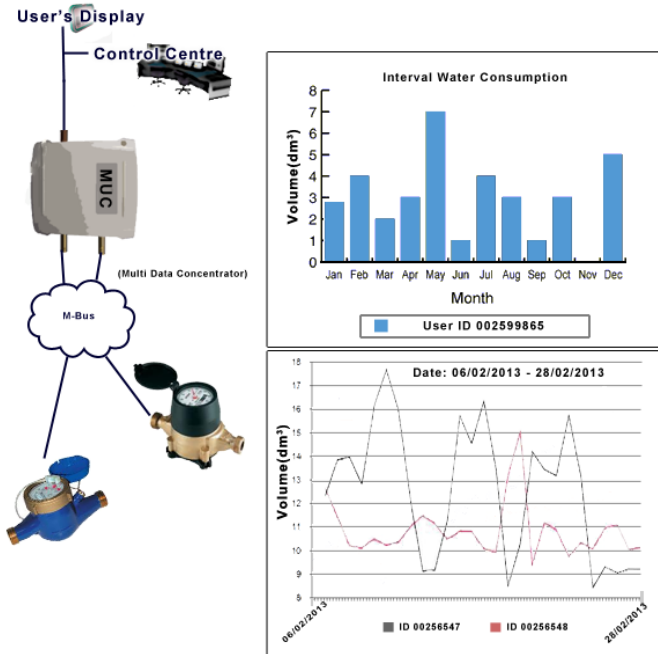 User's Display
Control Centre
MUC
(Multi Data Concentrator)
M-Bus
Interval Water Consumption
Volume(dm³)
8
7
6
5
4
3
2
1
0
Jan Feb Mar Apr May Jun Jul Aug Sep Oct Nov Dec
Month
User ID 002599865
Date: 06/02/2013 - 28/02/2013
Volume(dm³)
18
17
16
15
14
13
12
11
10
9
8
06/02/2013
28/02/2013
ID 00256547
ID 00256548